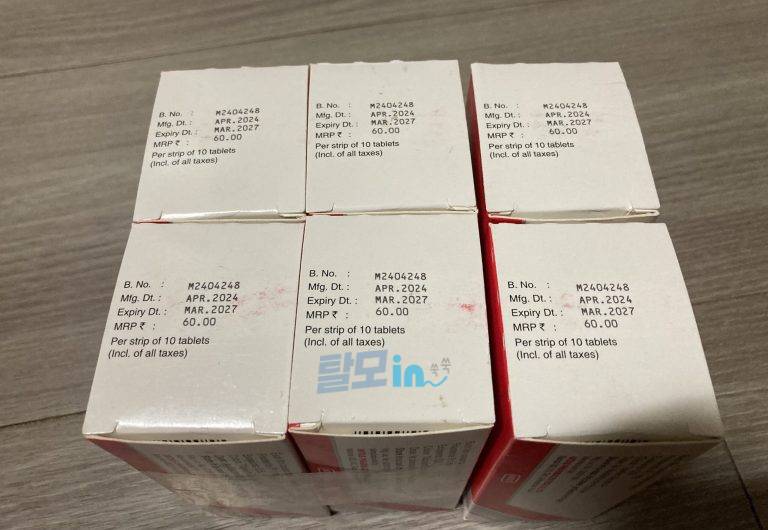 B. No. : M2404248
Mfg. Dt. : APR.2024
Expiry Dt. : MAR.2027
MRP ₹ : 60.00
Per strip of 10 tablets
(Incl. of all taxes)
B. No. : M2404248
Mfg. Dt. : APR.2024
Expiry Dt. : MAR.2027
MRP ₹ : 60.00
Per strip of 10 tablets
(Incl. of all taxes)
B. No. : M2404248
Mfg. Dt. : APR.2024
Expiry Dt. : MAR.2027
MRP ₹ : 60.00
Per strip of 10 tablets
(Incl. of all taxes)
B. No. : M2404248
Mfg. Dt. : APR.2024
Expiry Dt. : MAR.2027
MRP ₹ : 60.00
Per strip of 10 tablets
(Incl. of all taxes)
B. No. : M2404248
Mfg. Dt. : APR.2024
Expiry Dt. : MAR.2027
MRP ₹ : 60.00
Per strip of 10 tablets
(Incl. of all taxes)
탈모in 쑥쑥
B. No. : M2404248
Mfg. Dt. : APR.2024
Expiry Dt. : MAR.2027
MRP ₹ : 60.00
Per strip of 10 tablets
(Incl. of all taxes)